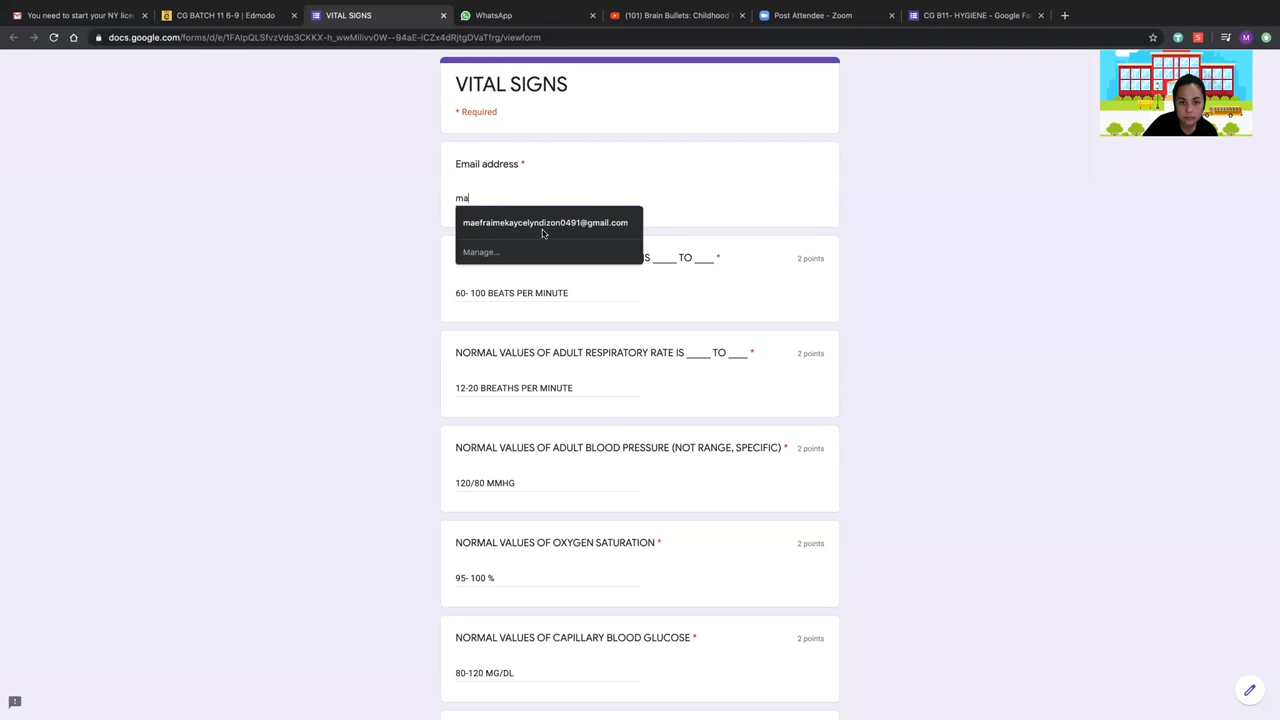 You need to start your NY licen
CG BATCH 11 6-9 | Edmodo
VITAL SIGNS
WhatsApp
(101) Brain Bullets: Childhood
Post Attendee - Zoom
CG B11- HYGIENE - Google Fo
docs.google.com/forms/d/e/1FAIpQLSfvzVdo3CKKX-h_wwMilivv0W--94aE-iCZx4dRjtgDVaTfrg/viewform
VITAL SIGNS
* Required
Email address *
ma
maefraimekaycelyndizon0491@gmail.com
Manage...
S _____ TO ____ * 2 points
60- 100 BEATS PER MINUTE
NORMAL VALUES OF ADULT RESPIRATORY RATE IS _____ TO ____ * 2 points
12-20 BREATHS PER MINUTE
NORMAL VALUES OF ADULT BLOOD PRESSURE (NOT RANGE, SPECIFIC) * 2 points
120/80 MMHG
NORMAL VALUES OF OXYGEN SATURATION * 2 points
95- 100 %
NORMAL VALUES OF CAPILLARY BLOOD GLUCOSE * 2 points
80-120 MG/DL